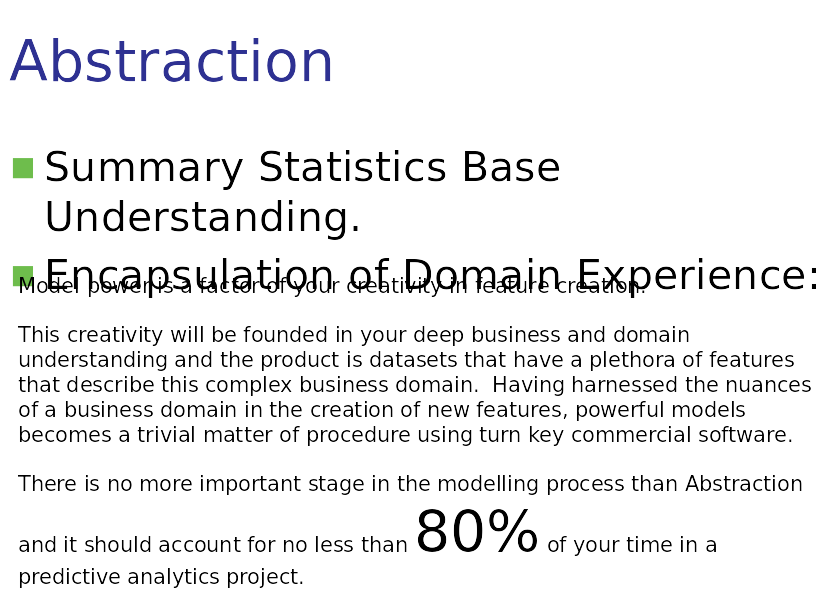 Abstraction
Summary Statistics Base
Understanding.
Encapsulation of Domain Experience:
Model power is a factor of your creativity in feature creation.
This creativity will be founded in your deep business and domain
understanding and the product is datasets that have a plethora of features
that describe this complex business domain.  Having harnessed the nuances
of a business domain in the creation of new features, powerful models
becomes a trivial matter of procedure using turn key commercial software.
There is no more important stage in the modelling process than Abstraction
and it should account for no less than 80% of your time in a
predictive analytics project.